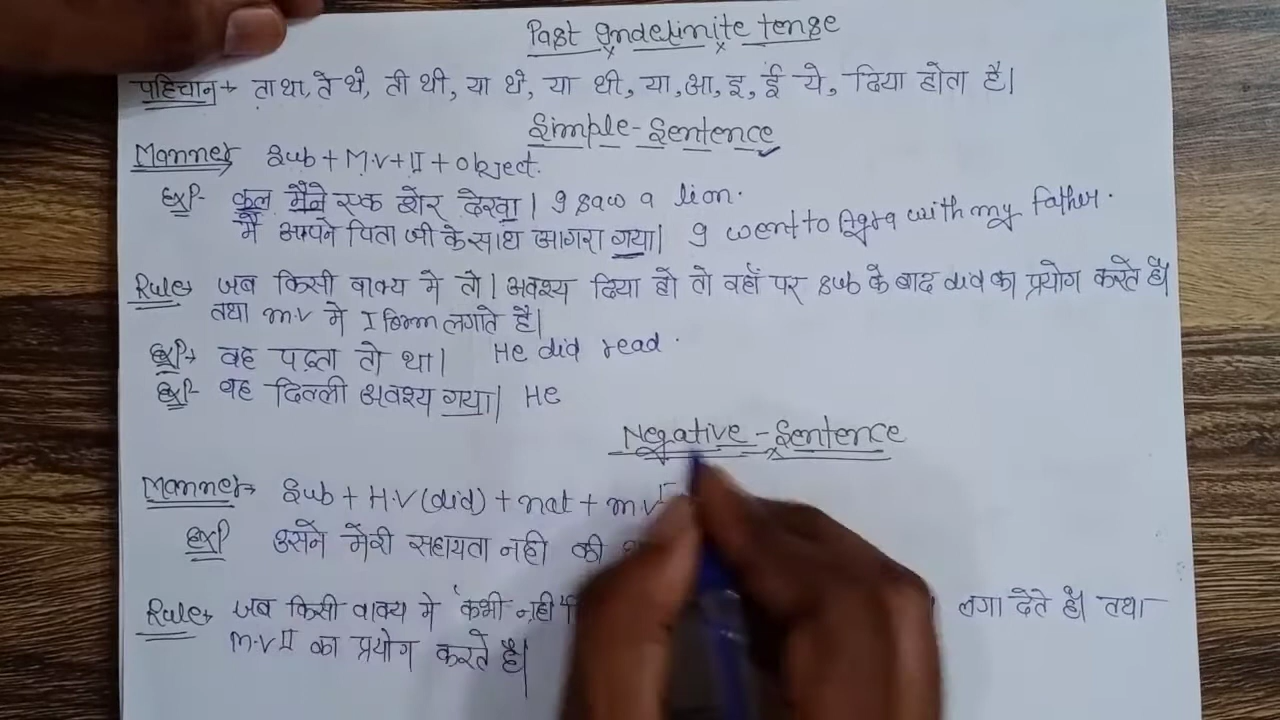 Past Indefinite tense
पहिचान → ता था, ते थे, ती थी, या थे, या थी, या, आ, इ, ई ये, दिया होता है।
Simple-Sentence
Manner Sub + M.V + II + object.
Exp- कल मैने एक शेर देखा। I saw a lion.
मैं अपने पिता जी के साथ आगरा गया। I went to Agra with my father.
Rule→ जब किसी वाक्य मे तो। अवश्य दिया हो तो वहाँ पर sub के बाद did का प्रयोग करते है।
तथा m.v मे I form लगाते है।
Exp→ वह पढ़ता तो था। He did read.
Exp- वह दिल्ली अवश्य गया। He
Negative-Sentence
Manner→ Sub + H.V (did) + not + m.v I
Exp उसने मेरी सहायता नही की
Rule→ जब किसी वाक्य मे 'कभी नही' लगा देते है। तथा
m.v II का प्रयोग करते है।